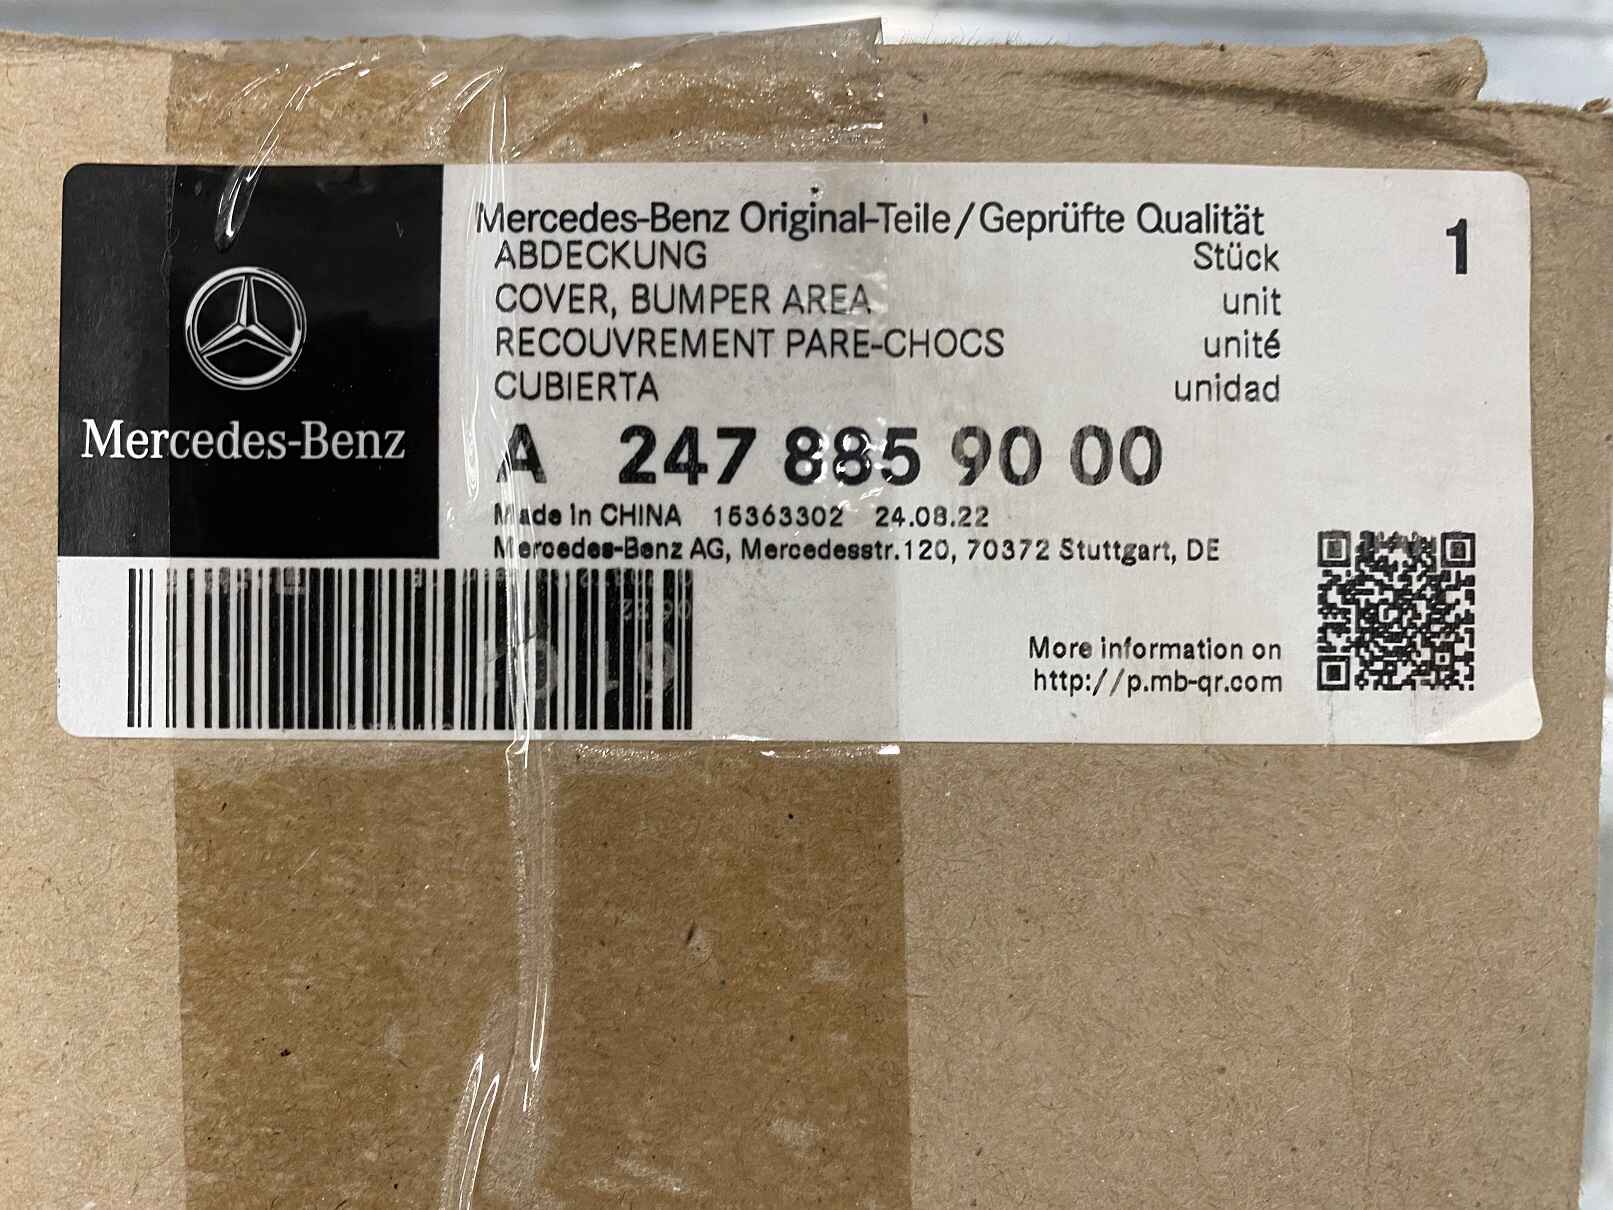 Mercedes-Benz
Mercedes-Benz Original-Teile/Geprüfte Qualität
ABDECKUNG Stück 1
COVER, BUMPER AREA unit
RECOUVREMENT PARE-CHOCS unité
CUBIERTA unidad
A 247 885 90 00
Made in CHINA 15363302 24.08.22
Mercedes-Benz AG, Mercedesstr.120, 70372 Stuttgart, DE
More information on
http://p.mb-qr.com